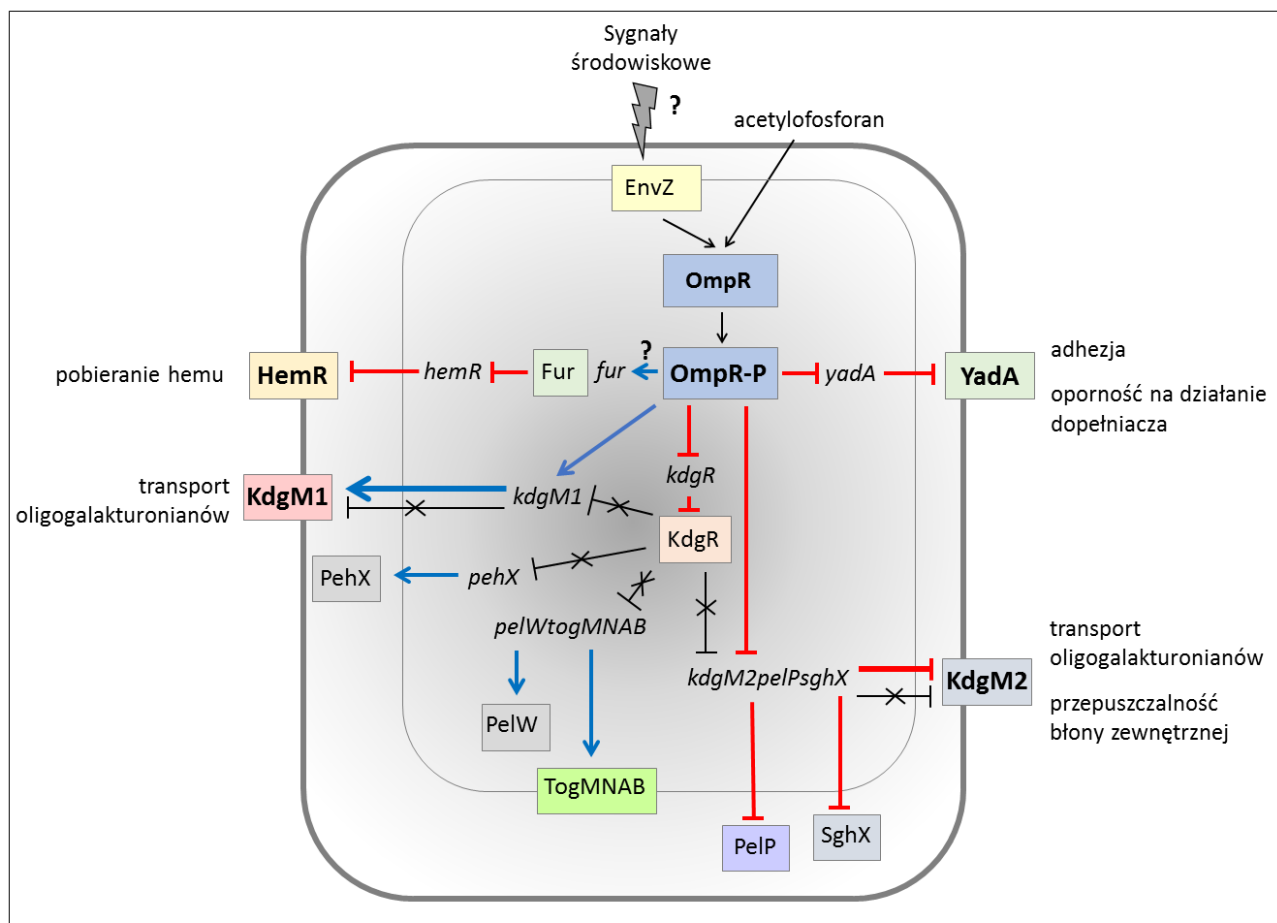 Sygnały
środowiskowe
?
acetylofosforan
EnvZ
OmpR
?
pobieranie hemu
HemR
hemR
Fur
fur
OmpR-P
yadA
YadA
adhezja
oporność na działanie
dopełniacza
kdgR
transport
oligogalakturonianów
KdgM1
kdgM1
KdgR
PehX
pehX
pelWtogMNAB
kdgM2pelPsghX
KdgM2
transport
oligogalakturonianów
przepuszczalność
błony zewnętrznej
PelW
TogMNAB
PelP
SghX